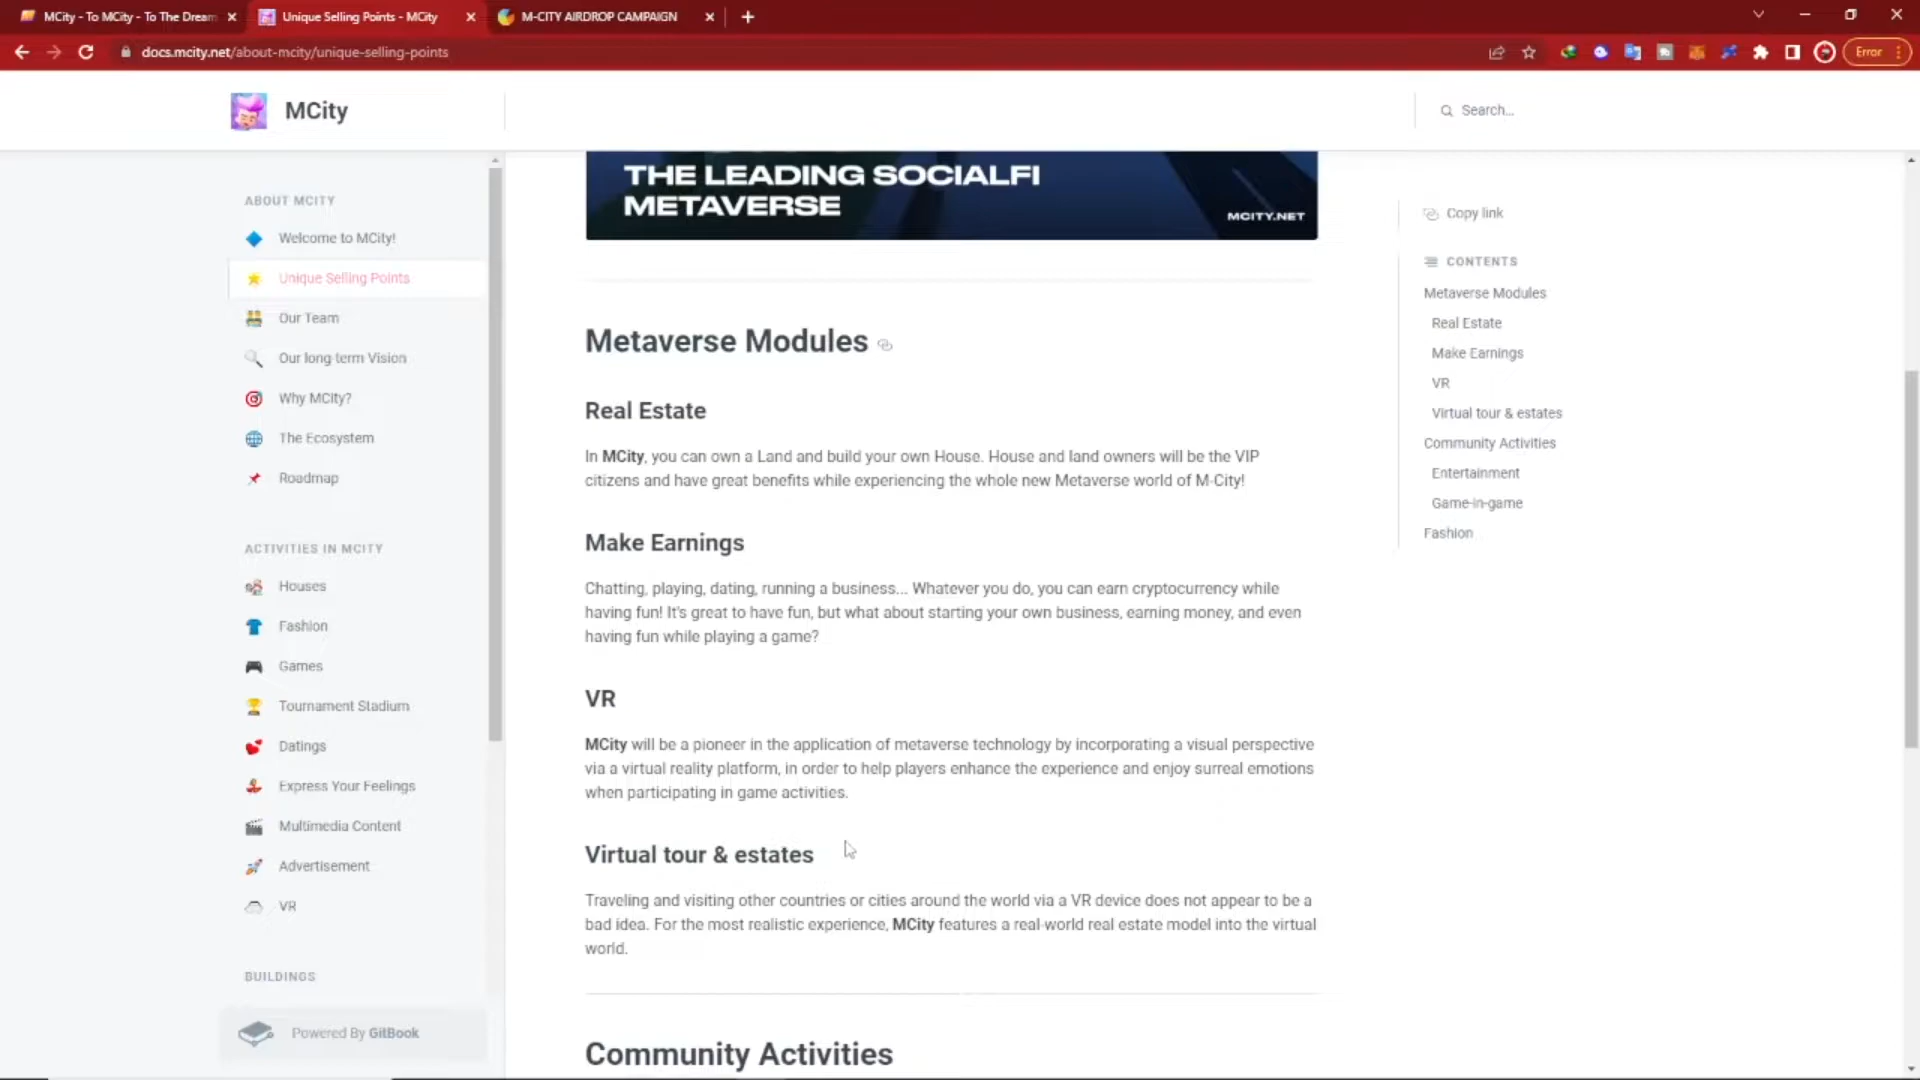 MCity - To MCity - To The Dream
Unique Selling Points - MCity
M-CITY AIRDROP CAMPAIGN
docs.mcity.net/about-mcity/unique-selling-points
Error
MCity
Search...
ABOUT MCITY
Welcome to MCity!
Unique Selling Points
Our Team
Our long-term Vision
Why MCity?
The Ecosystem
Roadmap
ACTIVITIES IN MCITY
Houses
Fashion
Games
Tournament Stadium
Datings
Express Your Feelings
Multimedia Content
Advertisement
VR
BUILDINGS
Powered By GitBook
THE LEADING SOCIALFI
METAVERSE
MCITY.NET
Metaverse Modules
Real Estate
In MCity, you can own a Land and build your own House. House and land owners will be the VIP
citizens and have great benefits while experiencing the whole new Metaverse world of M-City!
Make Earnings
Chatting, playing, dating, running a business... Whatever you do, you can earn cryptocurrency while
having fun! It's great to have fun, but what about starting your own business, earning money, and even
having fun while playing a game?
VR
MCity will be a pioneer in the application of metaverse technology by incorporating a visual perspective
via a virtual reality platform, in order to help players enhance the experience and enjoy surreal emotions
when participating in game activities.
Virtual tour & estates
Traveling and visiting other countries or cities around the world via a VR device does not appear to be a
bad idea. For the most realistic experience, MCity features a real-world real estate model into the virtual
world.
Community Activities
Copy link
CONTENTS
Metaverse Modules
Real Estate
Make Earnings
VR
Virtual tour & estates
Community Activities
Entertainment
Game-in-game
Fashion